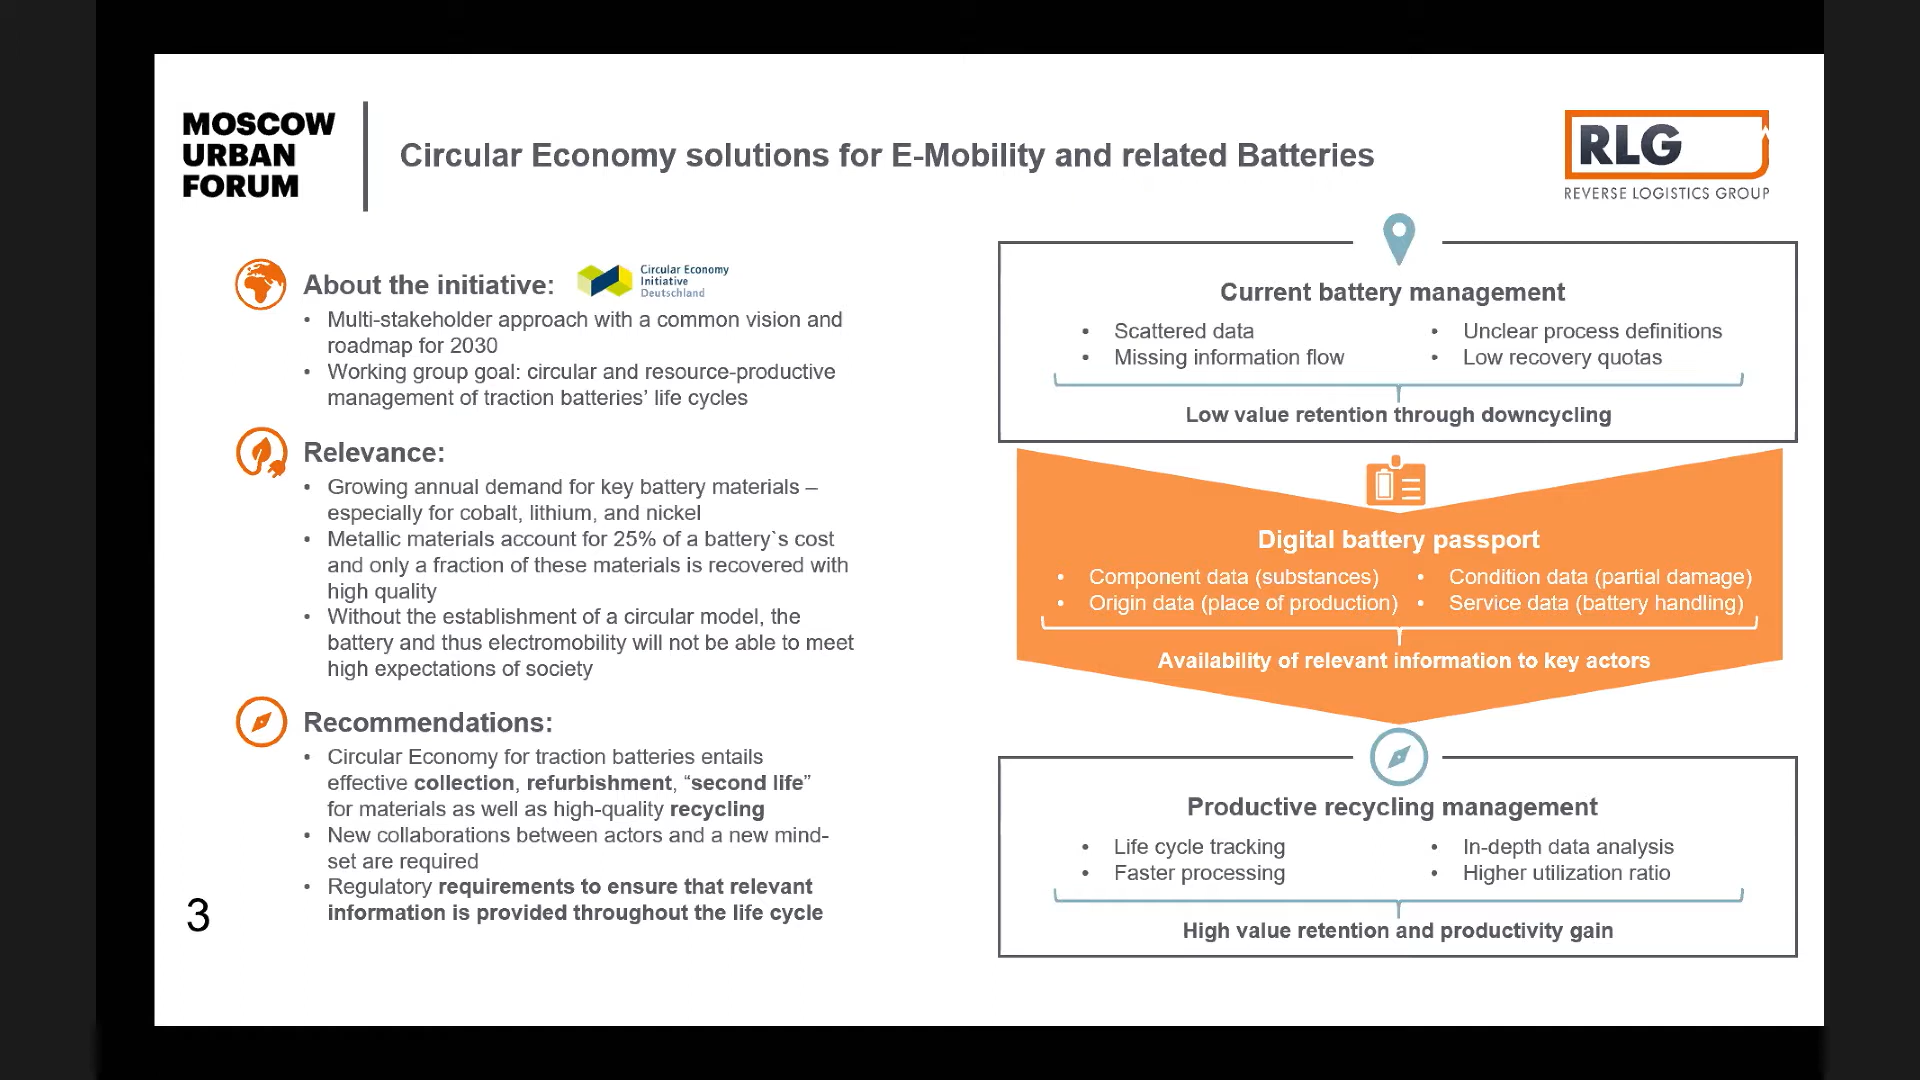 MOSCOW
URBAN
FORUM
Circular Economy solutions for E-Mobility and related Batteries
RLG
REVERSE LOGISTICS GROUP
About the initiative:
Circular Economy
Initiative
Deutschland
• Multi-stakeholder approach with a common vision and
roadmap for 2030
• Working group goal: circular and resource-productive
management of traction batteries’ life cycles
Relevance:
• Growing annual demand for key battery materials –
especially for cobalt, lithium, and nickel
• Metallic materials account for 25% of a battery`s cost
and only a fraction of these materials is recovered with
high quality
• Without the establishment of a circular model, the
battery and thus electromobility will not be able to meet
high expectations of society
Recommendations:
• Circular Economy for traction batteries entails
effective collection, refurbishment, “second life”
for materials as well as high-quality recycling
• New collaborations between actors and a new mind-
set are required
• Regulatory requirements to ensure that relevant
information is provided throughout the life cycle
3
Current battery management
• Scattered data
• Missing information flow
• Unclear process definitions
• Low recovery quotas
Low value retention through downcycling
Digital battery passport
• Component data (substances)
• Origin data (place of production)
• Condition data (partial damage)
• Service data (battery handling)
Availability of relevant information to key actors
Productive recycling management
• Life cycle tracking
• Faster processing
• In-depth data analysis
• Higher utilization ratio
High value retention and productivity gain